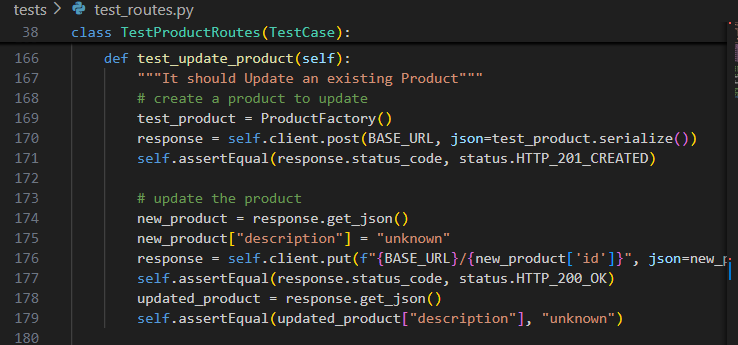 tests > test_routes.py
38 class TestProductRoutes(TestCase):
166 def test_update_product(self):
167 """It should Update an existing Product"""
168 # create a product to update
169 test_product = ProductFactory()
170 response = self.client.post(BASE_URL, json=test_product.serialize())
171 self.assertEqual(response.status_code, status.HTTP_201_CREATED)
172
173 # update the product
174 new_product = response.get_json()
175 new_product["description"] = "unknown"
176 response = self.client.put(f"{BASE_URL}/{new_product['id']}", json=new_p
177 self.assertEqual(response.status_code, status.HTTP_200_OK)
178 updated_product = response.get_json()
179 self.assertEqual(updated_product["description"], "unknown")
180